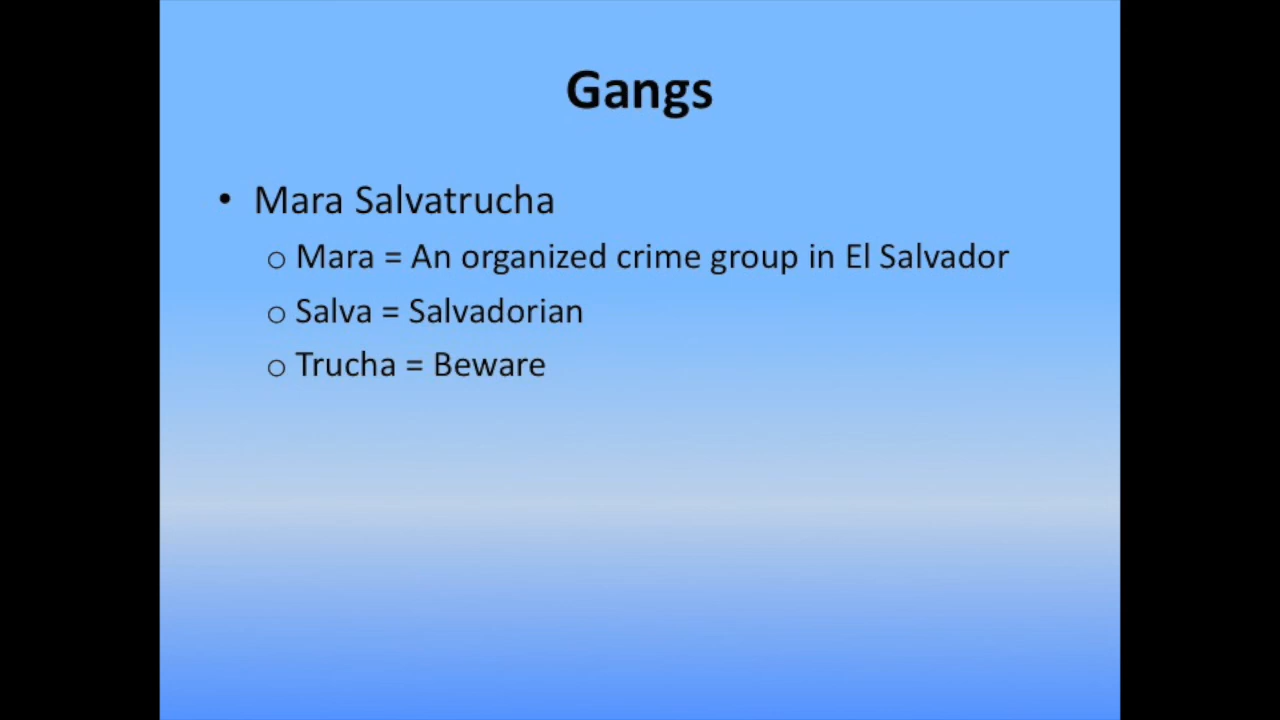 Gangs
• Mara Salvatrucha
o Mara = An organized crime group in El Salvador
o Salva = Salvadorian
o Trucha = Beware